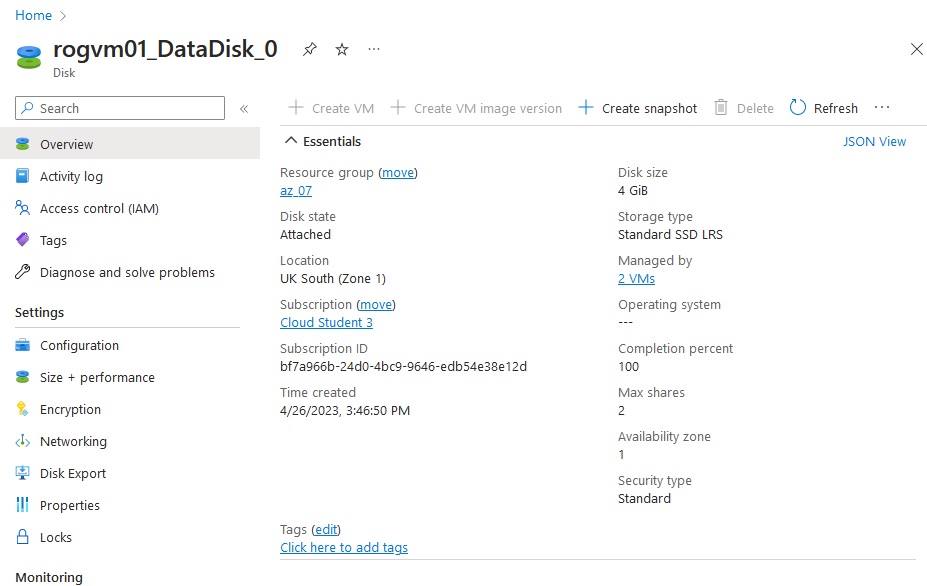 Home
rogvm01_DataDisk_0
Disk
Search
Create VM
Create VM image version
Create snapshot
Delete
Refresh
Overview
Activity log
Access control (IAM)
Tags
Diagnose and solve problems
Settings
Configuration
Size + performance
Encryption
Networking
Disk Export
Properties
Locks
Monitoring
Essentials
JSON View
Resource group (move)
az_07
Disk state
Attached
Location
UK South (Zone 1)
Subscription (move)
Cloud Student 3
Subscription ID
bf7a966b-24d0-4bc9-9646-edb54e38e12d
Time created
4/26/2023, 3:46:50 PM
Disk size
4 GiB
Storage type
Standard SSD LRS
Managed by
2 VMs
Operating system
---
Completion percent
100
Max shares
2
Availability zone
1
Security type
Standard
Tags (edit)
Click here to add tags